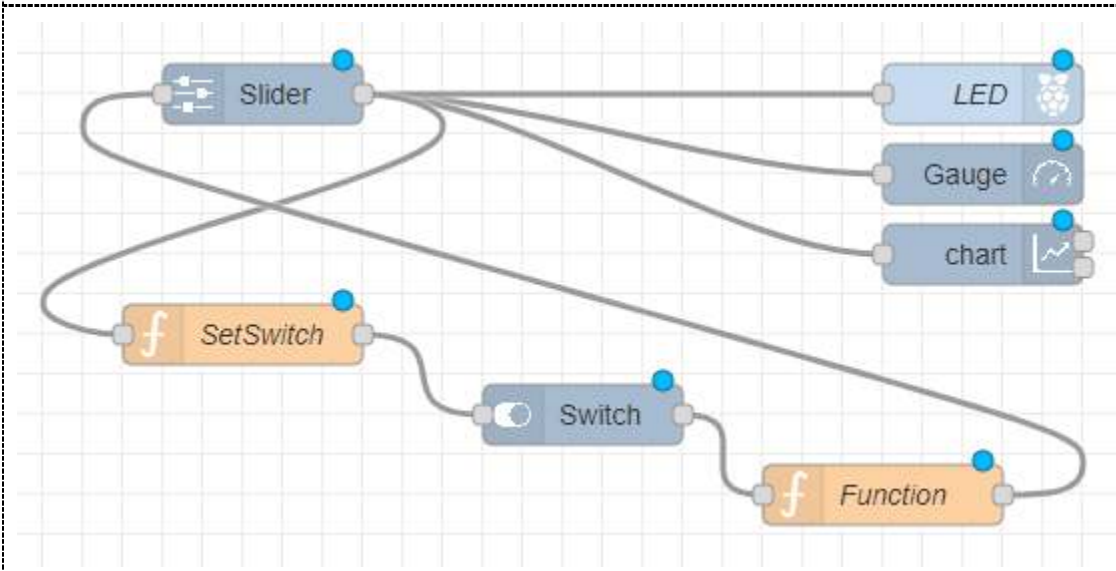 Slider
LED
Gauge
chart
SetSwitch
Switch
Function